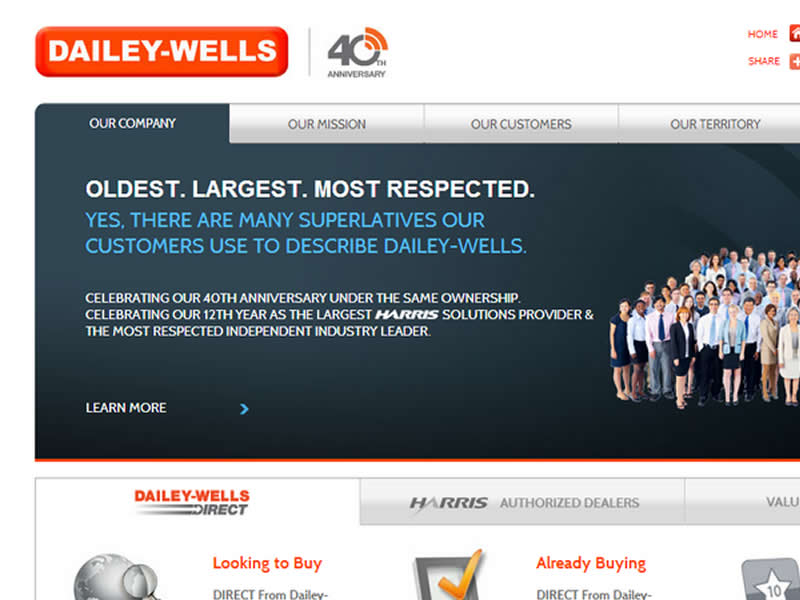 DAILEY-WELLS
40TH
ANNIVERSARY
HOME
SHARE
OUR COMPANY
OUR MISSION
OUR CUSTOMERS
OUR TERRITORY
OLDEST. LARGEST. MOST RESPECTED.
YES, THERE ARE MANY SUPERLATIVES OUR
CUSTOMERS USE TO DESCRIBE DAILEY-WELLS.
CELEBRATING OUR 40TH ANNIVERSARY UNDER THE SAME OWNERSHIP.
CELEBRATING OUR 12TH YEAR AS THE LARGEST HARRIS SOLUTIONS PROVIDER &
THE MOST RESPECTED INDEPENDENT INDUSTRY LEADER.
LEARN MORE
DAILEY-WELLS
DIRECT
HARRIS AUTHORIZED DEALERS
VALU
Looking to Buy
DIRECT From Dailey-
Already Buying
DIRECT From Dailey-
10